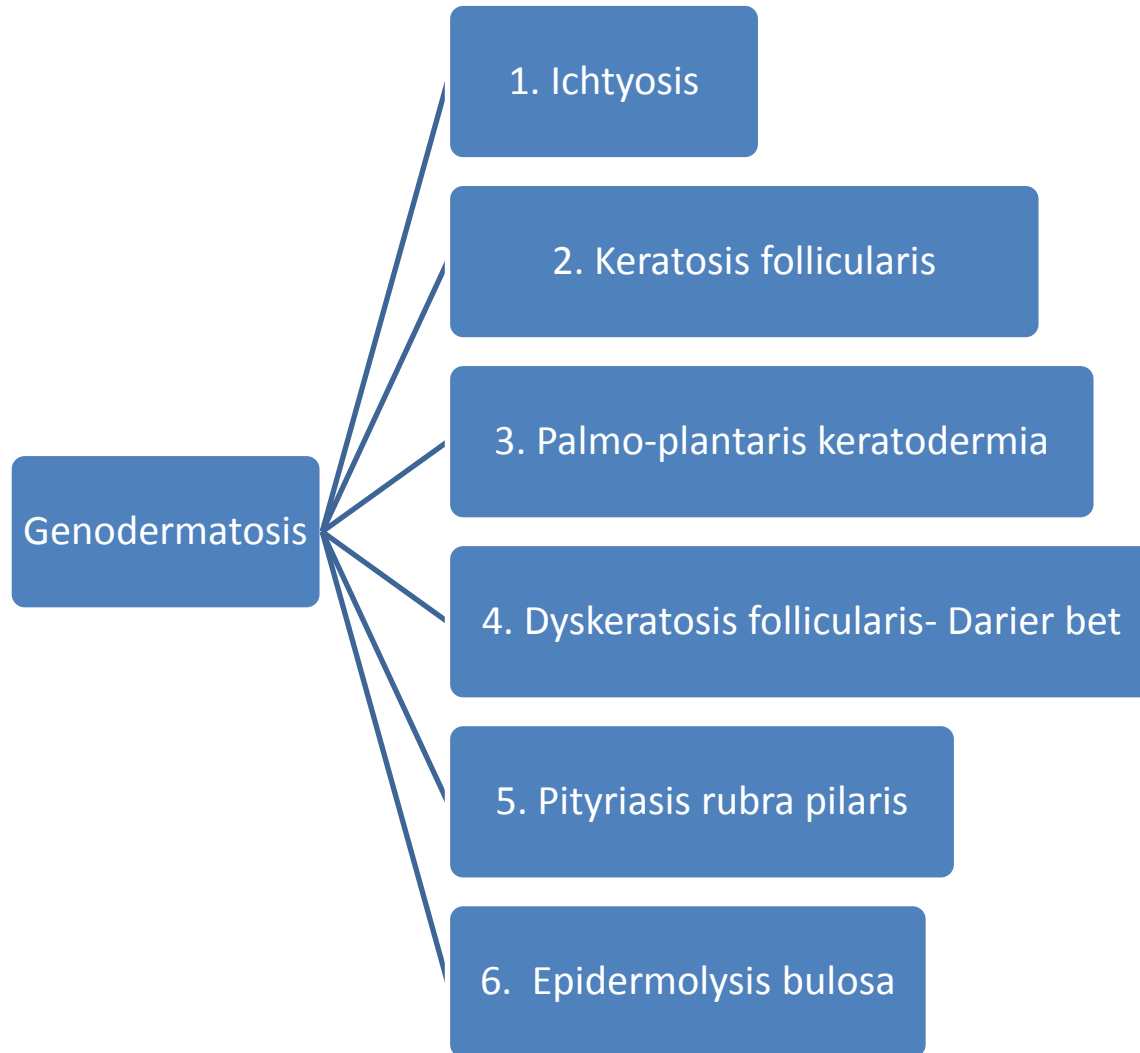 1. Ichtyosis
2. Keratosis follicularis
3. Palmo-plantaris keratodermia
Genodermatosis
4. Dyskeratosis follicularis- Darier bet
5. Pityriasis rubra pilaris
6. Epidermolysis bulosa